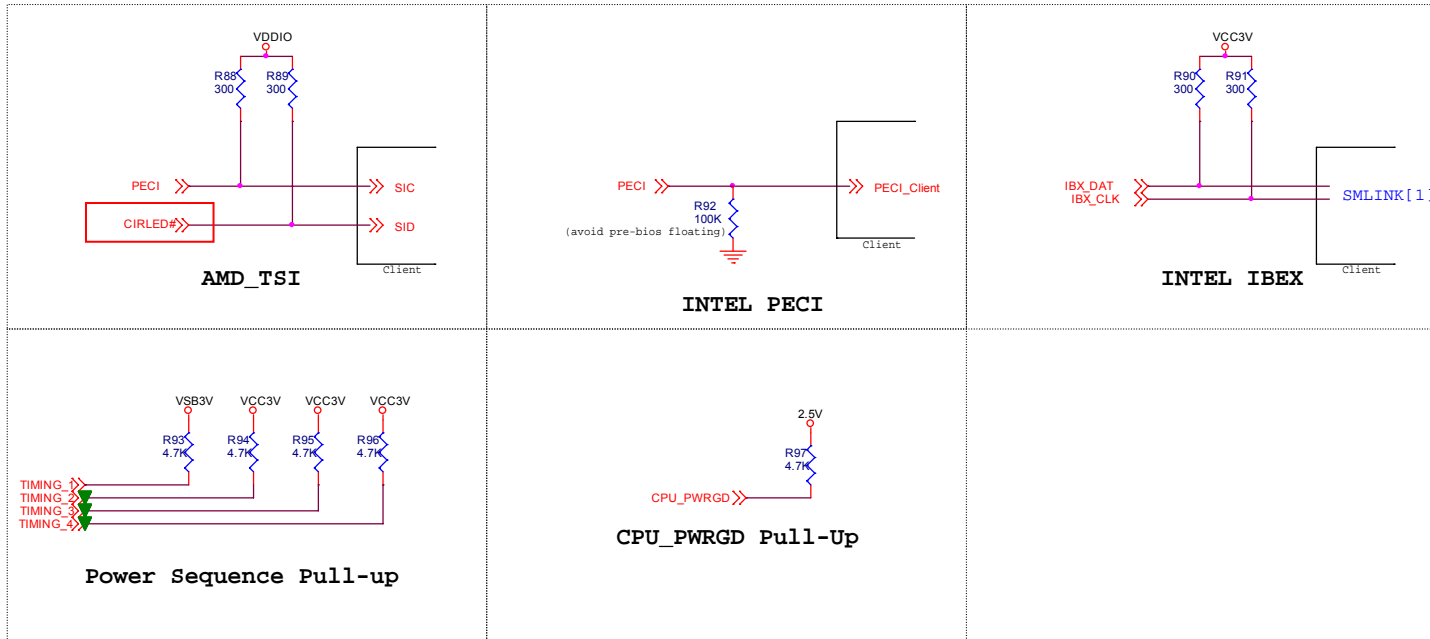 VDDIO
R88
300
R89
300
PECI
SIC
CIRLED#
SID
Client
AMD_TSI
PECI
PECI_Client
R92
100K
(avoid pre-bios floating)
Client
INTEL PECI
VCC3V
R90
300
R91
300
IBX_DAT
IBX_CLK
SMLINK[1]
Client
INTEL IBEX
VSB3V
VCC3V
VCC3V
VCC3V
R93
4.7K
R94
4.7K
R95
4.7K
R96
4.7K
TIMING_1
TIMING_2
TIMING_3
TIMING_4
Power Sequence Pull-up
2.5V
R97
4.7K
CPU_PWRGD
CPU_PWRGD Pull-Up